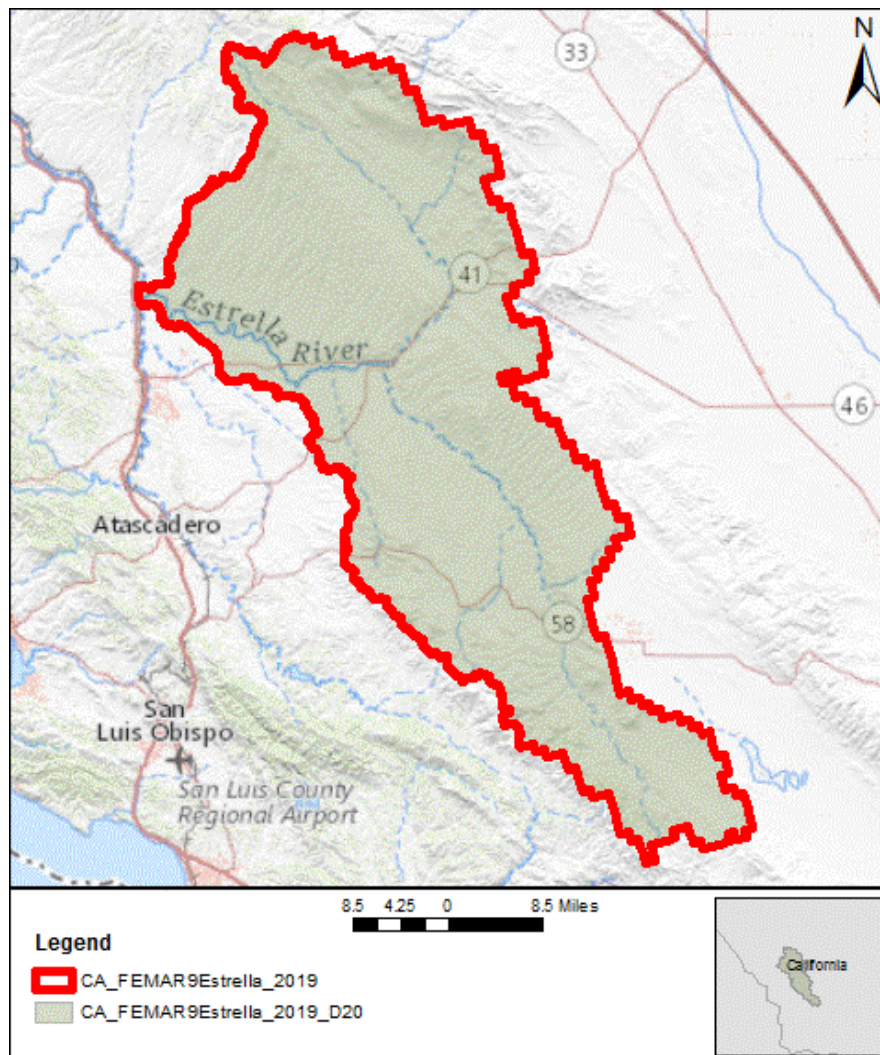 N
33
41
Estrella
River
46
Atascadero
58
San
Luis Obispo
San Luis County
Regional Airport
8.5 4.25 0 8.5 Miles
Legend
CA_FEMAR9Estrella_2019
CA_FEMAR9Estrella_2019_D20
California